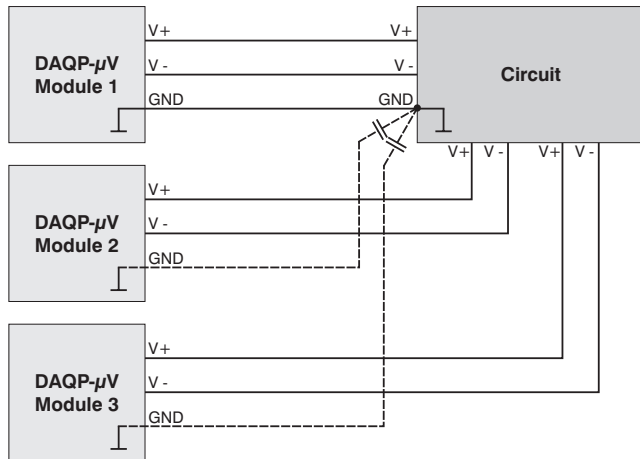 DAQP-µV
Module 1
V+
V -
GND
V+
V -
GND
Circuit
V+
V -
V+
V -
DAQP-µV
Module 2
V+
V -
GND
DAQP-µV
Module 3
V+
V -
GND